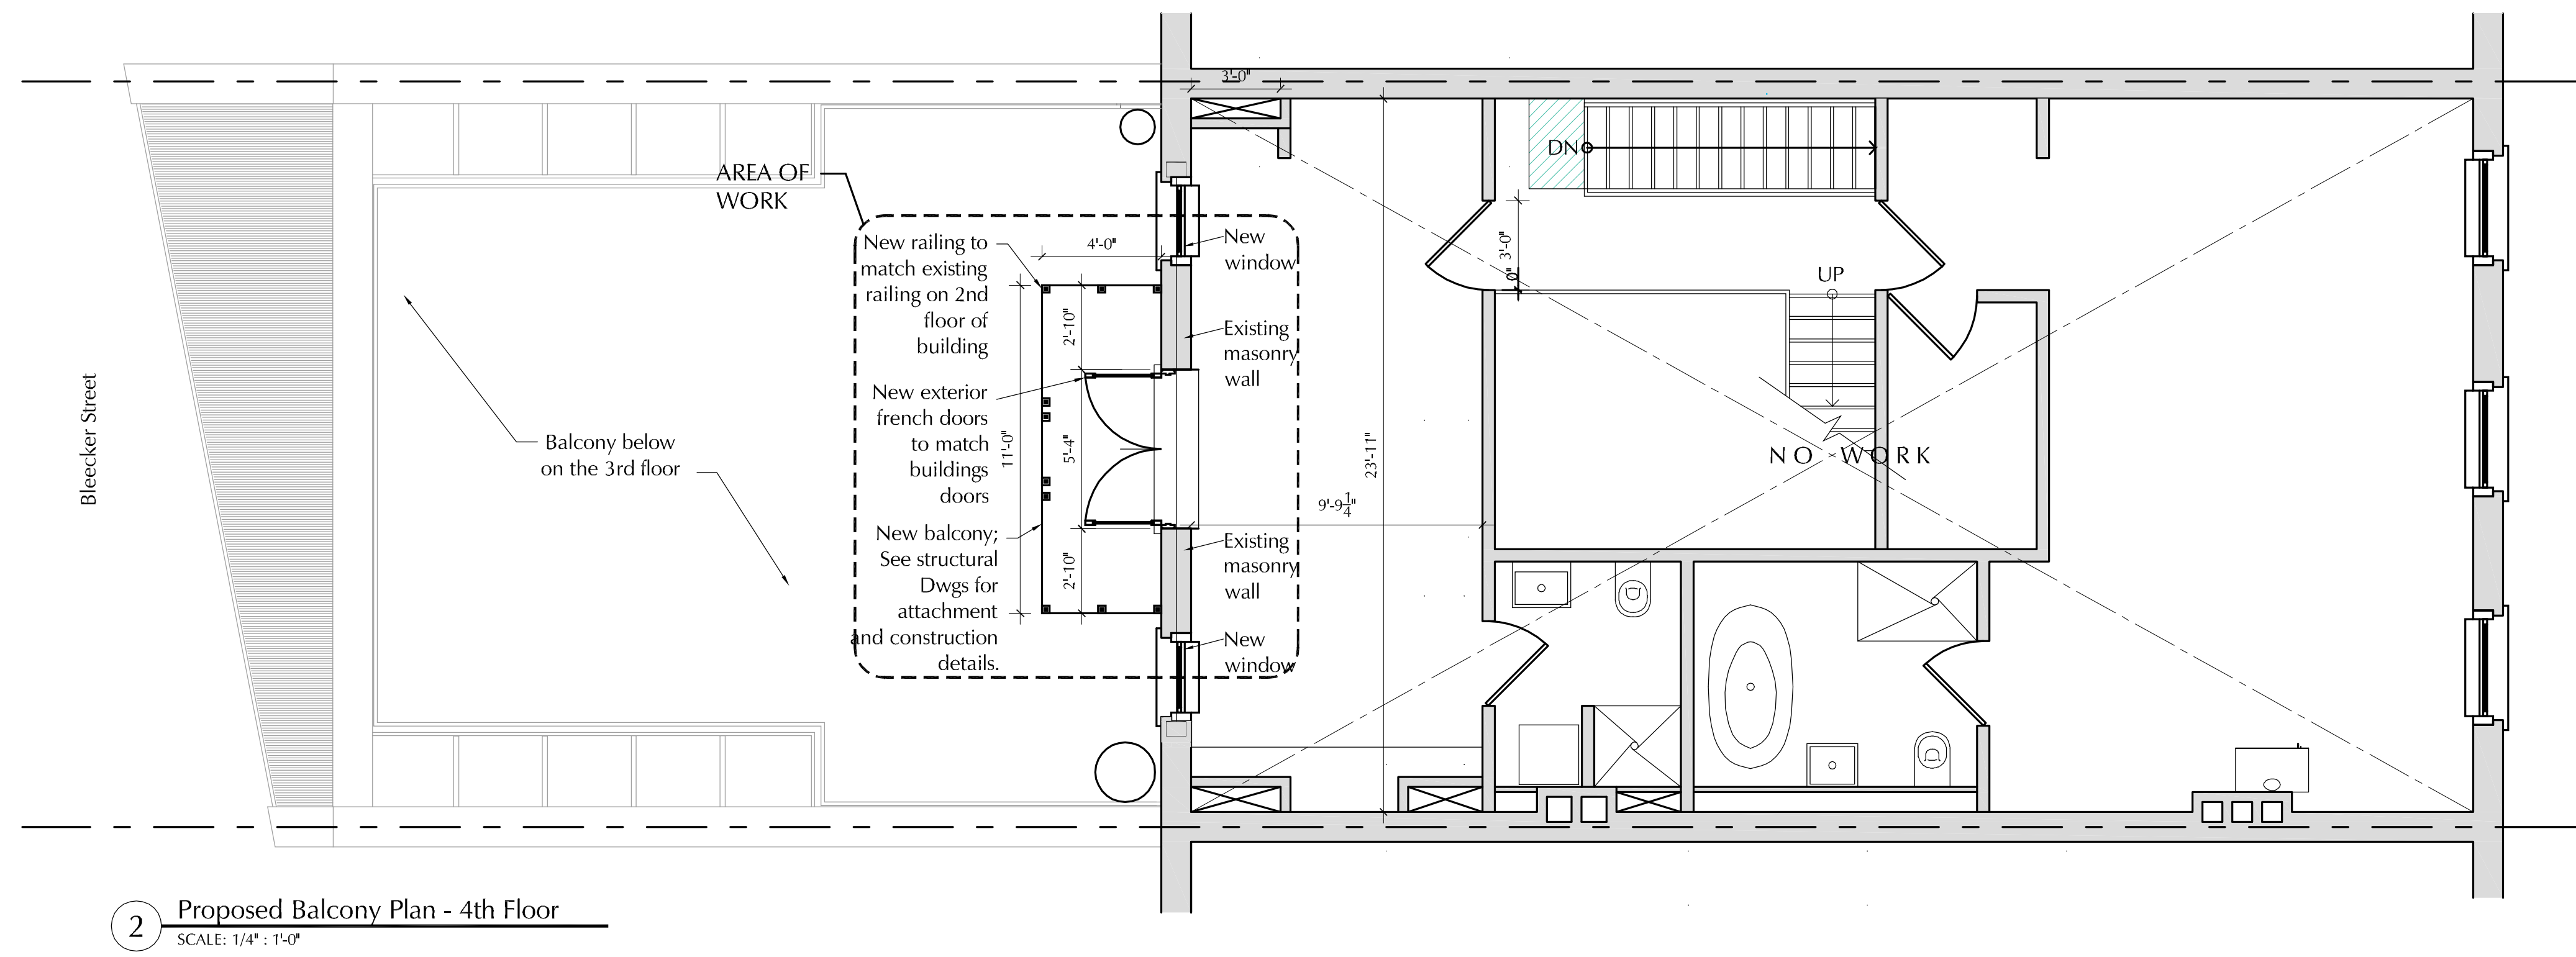 3'-0"
AREA OF
WORK
DN
New railing to
match existing
railing on 2nd
floor of
building
4'-0"
New
window
3'-0"
0"
UP
2'-10"
Existing
masonry
wall
Bleecker Street
New exterior
french doors
to match
buildings
doors
11'-0"
5'-4"
23'-11"
Balcony below
on the 3rd floor
NO WORK
9'-9 1/4"
New balcony;
See structural
Dwgs for
attachment
and construction
details.
2'-10"
Existing
masonry
wall
New
window
2
Proposed Balcony Plan - 4th Floor
SCALE: 1/4" : 1'-0"